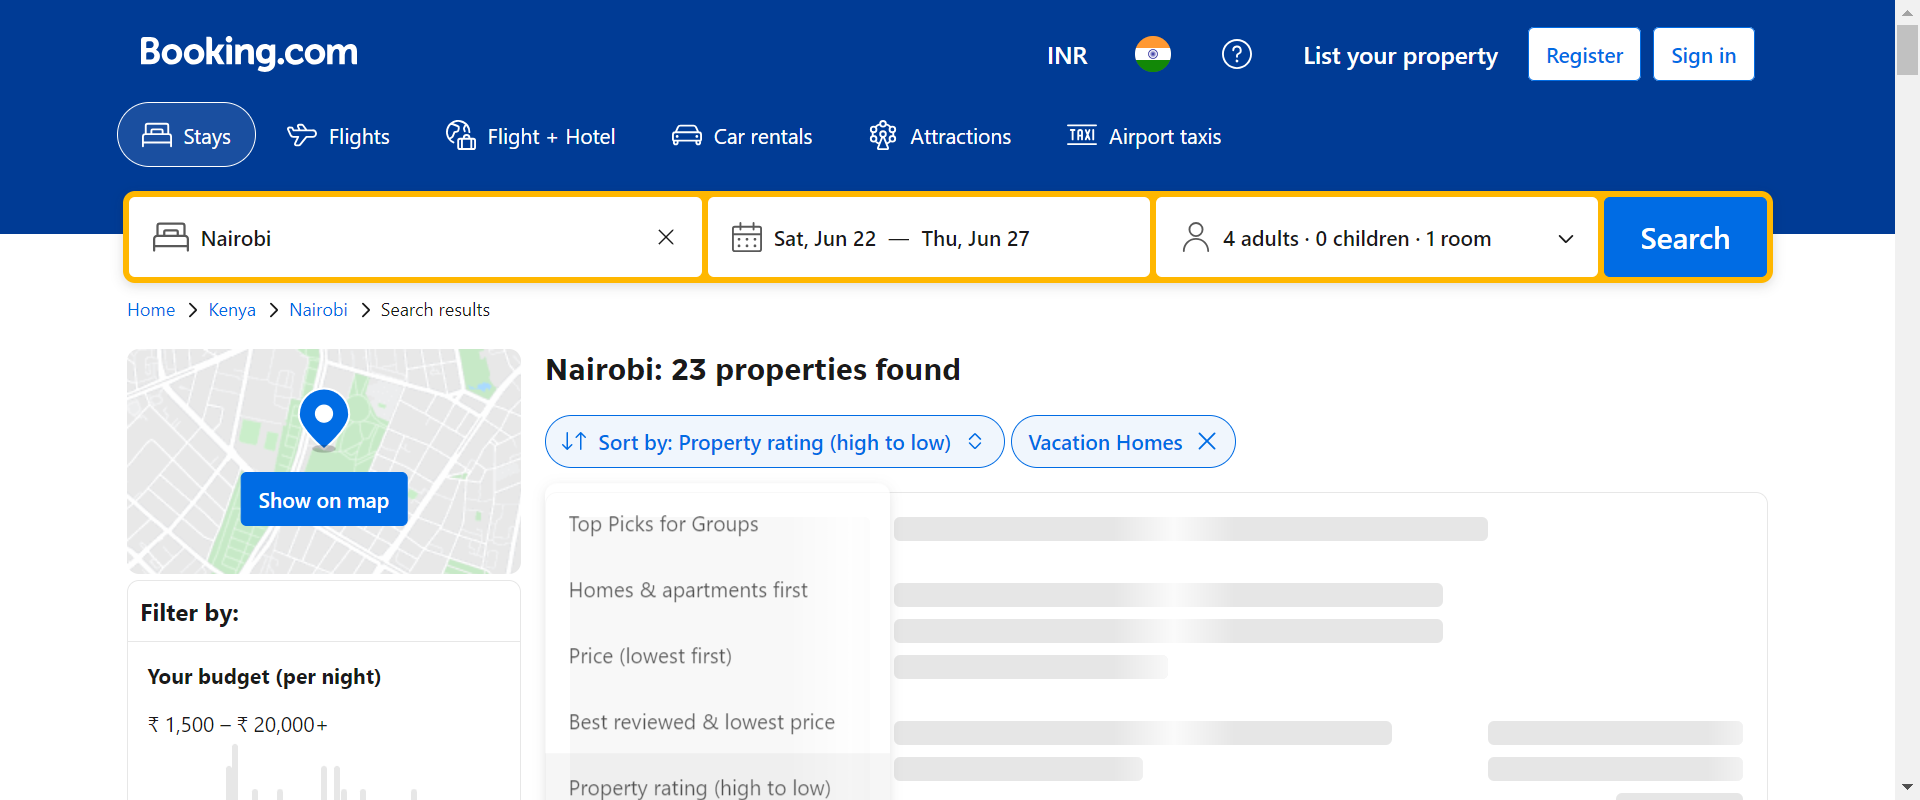 Booking.com
INR
List your property
Register
Sign in
Stays
Flights
Flight + Hotel
Car rentals
Attractions
TAXI
Airport taxis
Nairobi
Sat, Jun 22 — Thu, Jun 27
4 adults · 0 children · 1 room
Search
Home
Kenya
Nairobi
Search results
Show on map
Nairobi: 23 properties found
Sort by: Property rating (high to low)
Vacation Homes
Top Picks for Groups
Homes & apartments first
Price (lowest first)
Best reviewed & lowest price
Property rating (high to low)
Filter by:
Your budget (per night)
₹ 1,500 – ₹ 20,000+